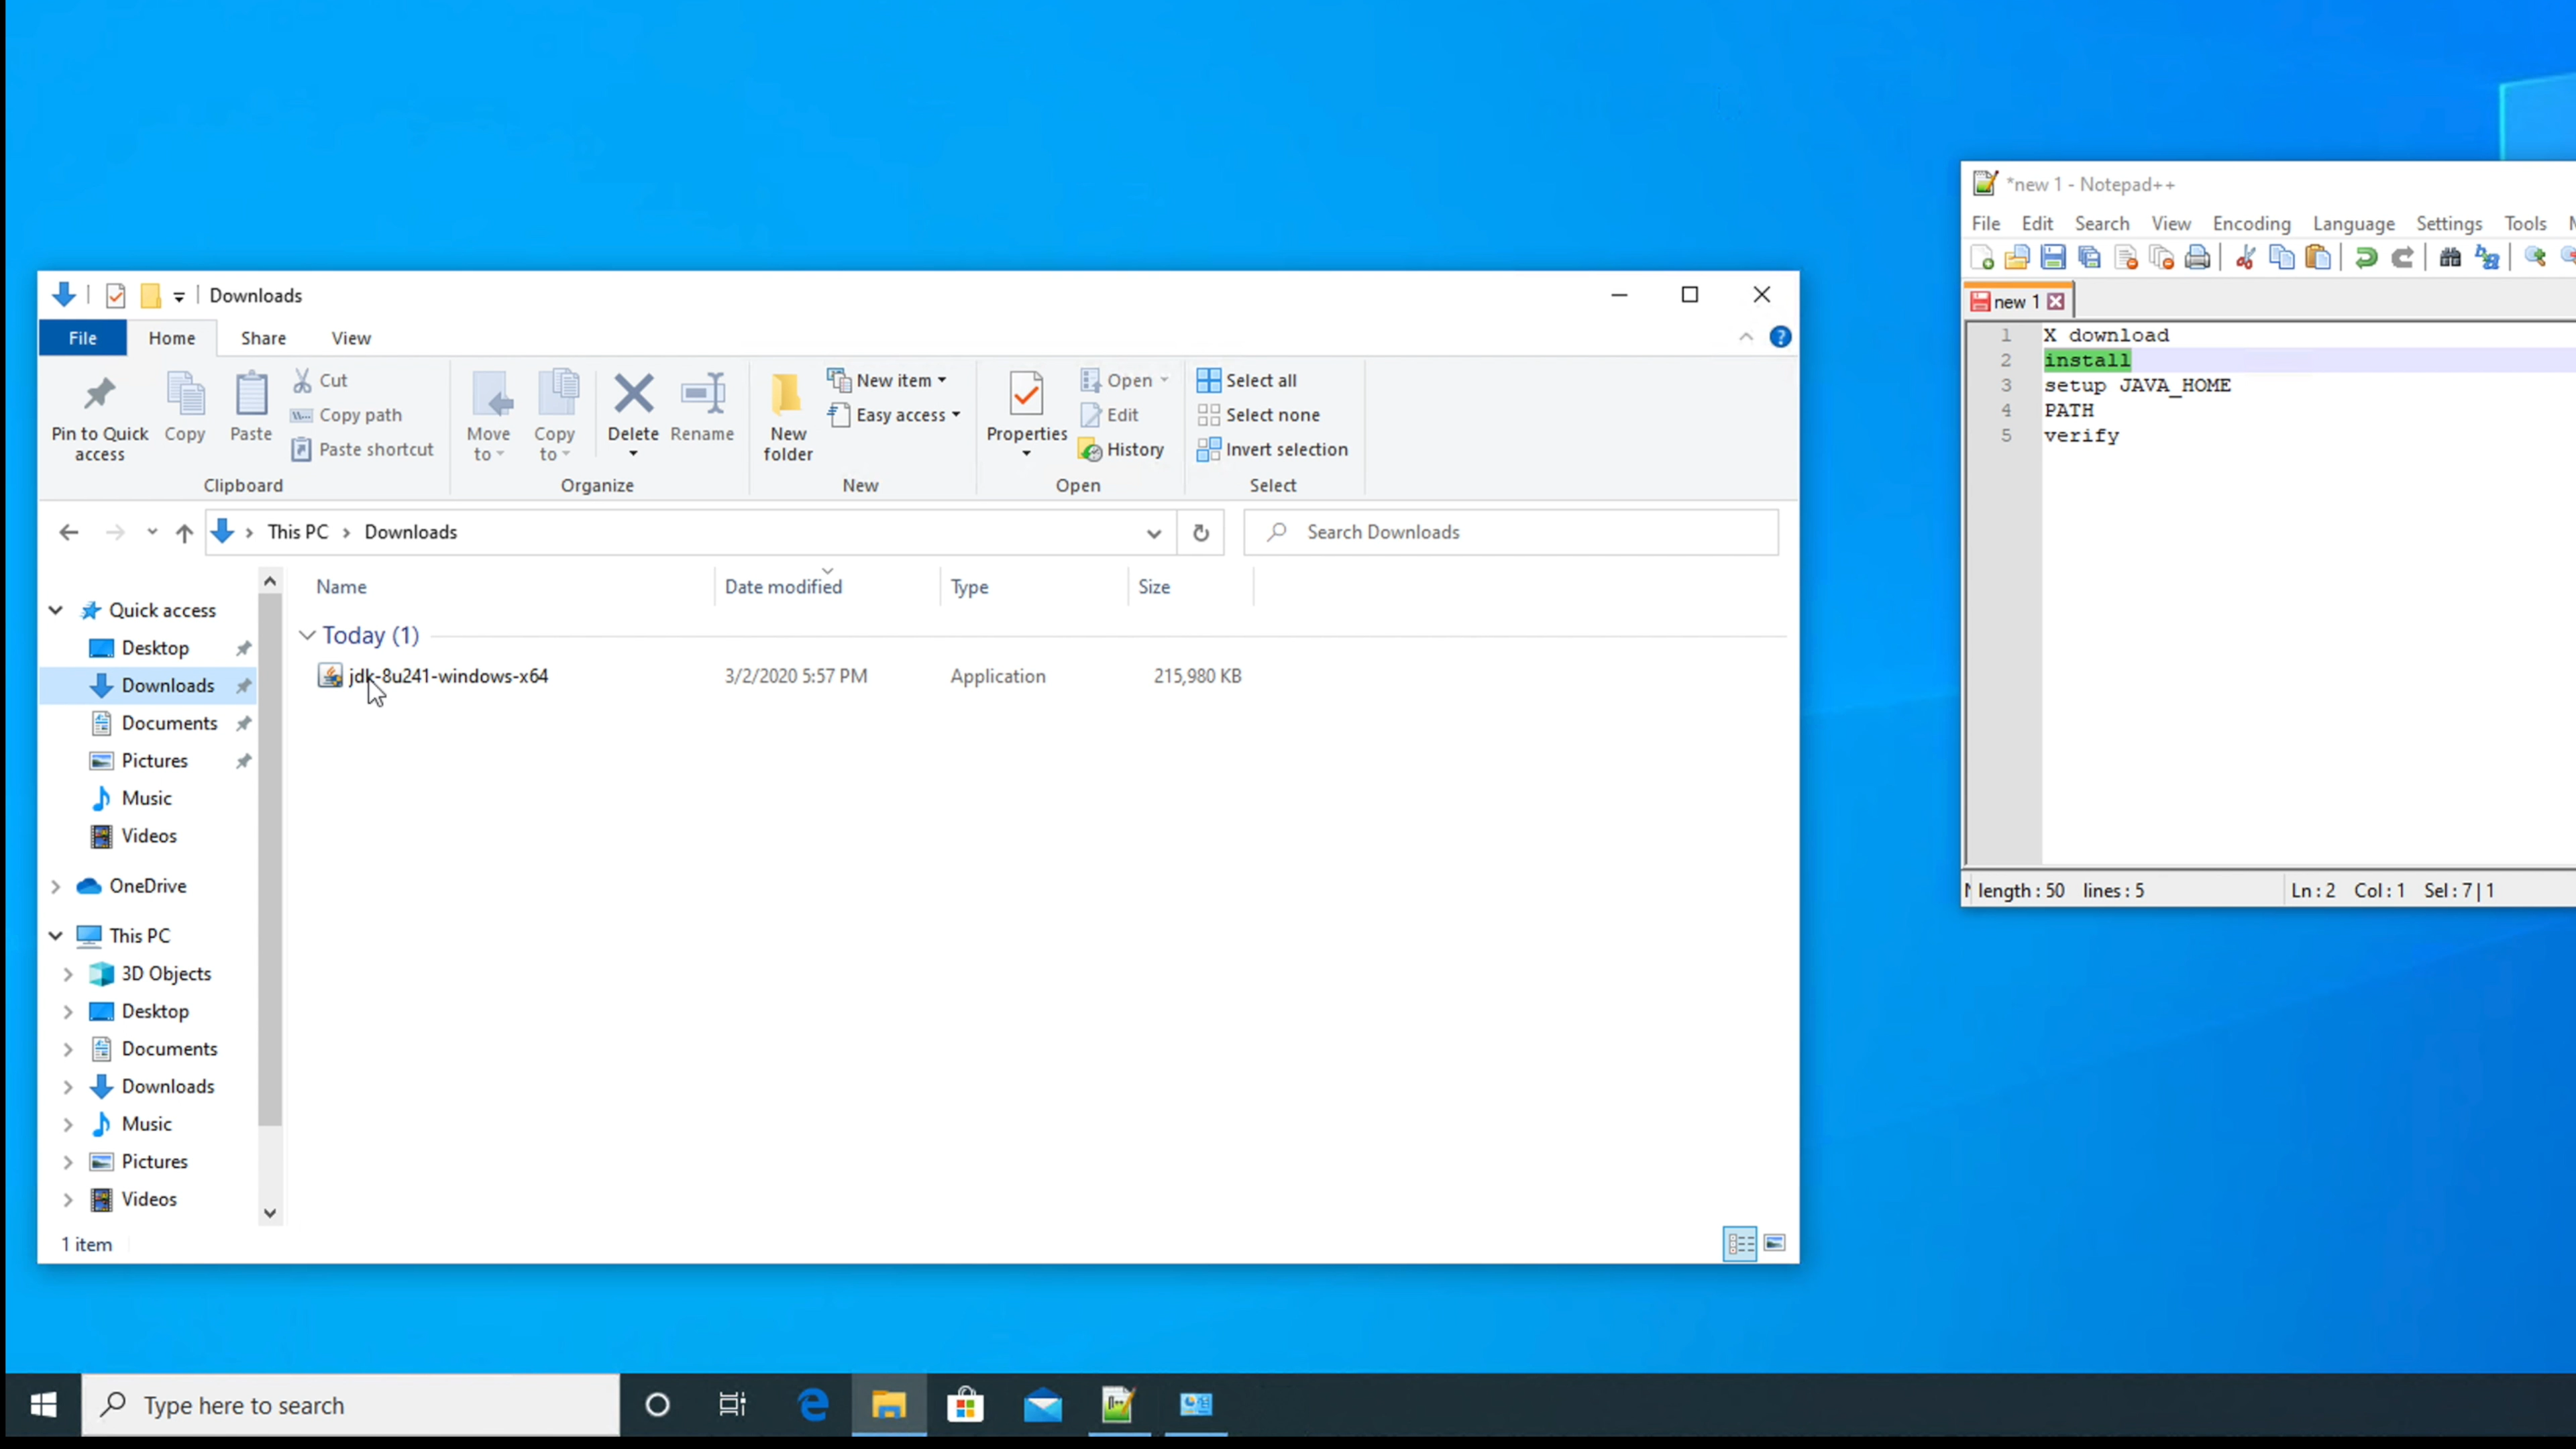 Downloads
File Home Share View
Pin to Quick access
Copy
Paste
Cut
Copy path
Paste shortcut
Clipboard
Move to
Copy to
Delete
Rename
Organize
New folder
New item
Easy access
New
Properties
Open
Edit
History
Open
Select all
Select none
Invert selection
Select
This PC Downloads
Search Downloads
Name Date modified Type Size
Today (1)
jdk-8u241-windows-x64 3/2/2020 5:57 PM Application 215,980 KB
Quick access
Desktop
Downloads
Documents
Pictures
Music
Videos
OneDrive
This PC
3D Objects
Desktop
Documents
Downloads
Music
Pictures
Videos
1 item
*new 1 - Notepad++
File Edit Search View Encoding Language Settings Tools
new 1
1 X download
2 install
3 setup JAVA_HOME
4 PATH
5 verify
length : 50 lines : 5 Ln : 2 Col : 1 Sel : 7 | 1
Type here to search